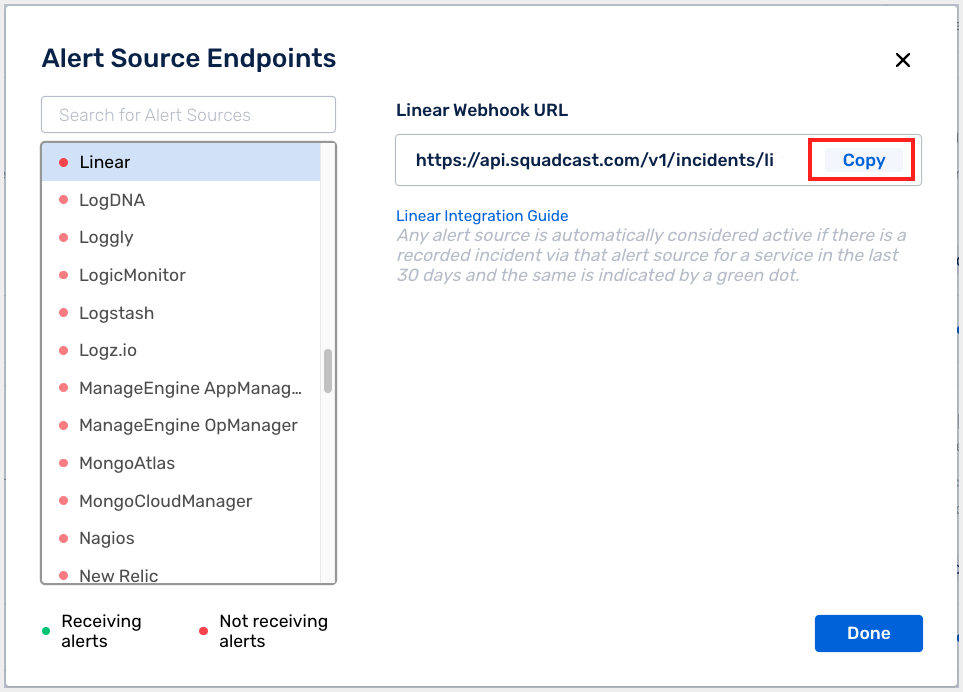 Alert Source Endpoints
Search for Alert Sources
Linear
LogDNA
Loggly
LogicMonitor
Logstash
Logz.io
ManageEngine AppManag...
ManageEngine OpManager
MongoAtlas
MongoCloudManager
Nagios
New Relic
Receiving
alerts
Not receiving
alerts
Linear Webhook URL
https://api.squadcast.com/v1/incidents/li
Copy
Linear Integration Guide
Any alert source is automatically considered active if there is a
recorded incident via that alert source for a service in the last
30 days and the same is indicated by a green dot.
Done